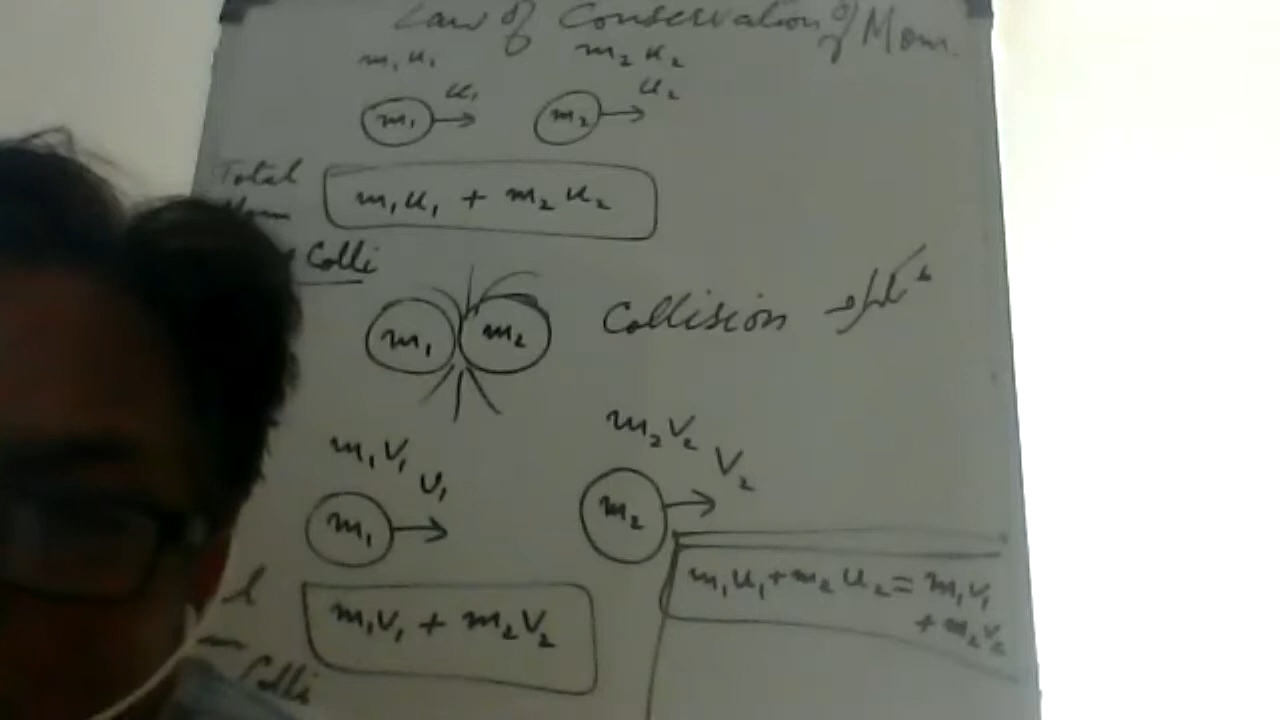 Law of Conservation of Mom.
m₁u₁ m₂u₂
u₁ u₂
m₁ m₂
Total
Mom m₁u₁ + m₂u₂
Colli
m₁ m₂ Collision
m₁v₁ m₂v₂
v₁ v₂
m₁ m₂
m₁u₁ + m₂u₂ = m₁v₁
+ m₂v₂
l m₁v₁ + m₂v₂
Colli